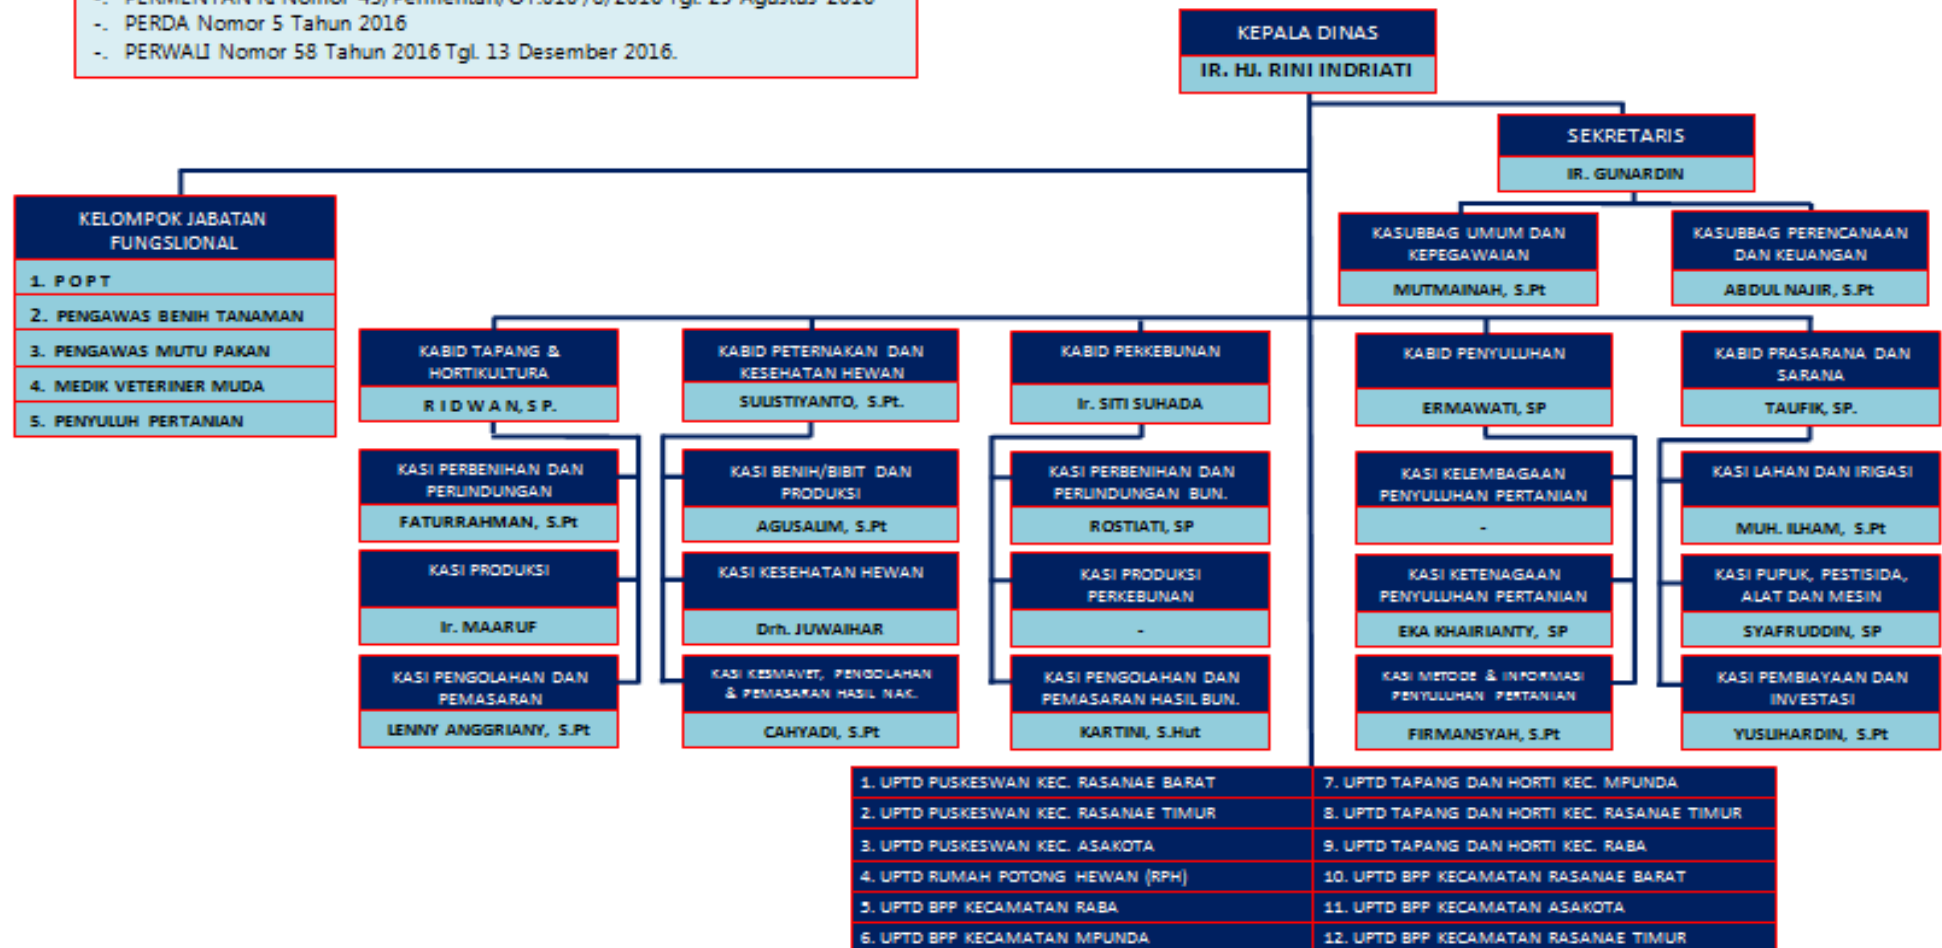 -. PERDA Nomor 5 Tahun 2016
-. PERWALI Nomor 58 Tahun 2016 Tgl. 13 Desember 2016.
KEPALA DINAS
IR. HJ. RINI INDRIATI
SEKRETARIS
IR. GUNARDIN
KASUBBAG UMUM DAN
KEPEGAWAIAN
MUTMAINAH, S.Pt
KASUBBAG PERENCANAAN
DAN KEUANGAN
ABDUL NAJIR, S.Pt
KELOMPOK JABATAN
FUNGSLIONAL
1. P O P T
2. PENGAWAS BENIH TANAMAN
3. PENGAWAS MUTU PAKAN
4. MEDIK VETERINER MUDA
5. PENYULUH PERTANIAN
KABID TAPANG &
HORTIKULTURA
R I D W A N, S P.
KASI PERBENIHAN DAN
PERLINDUNGAN
FATURRAHMAN, S.Pt
KASI PRODUKSI
Ir. MAARUF
KASI PENGOLAHAN DAN
PEMASARAN
LENNY ANGGRIANY, S.Pt
KABID PETERNAKAN DAN
KESEHATAN HEWAN
SULISTIYANTO, S.Pt.
KASI BENIH/BIBIT DAN
PRODUKSI
AGUSALIM, S.Pt
KASI KESEHATAN HEWAN
Drh. JUWAIHAR
KASI KESMAVET, PENGOLAHAN
& PEMASARAN HASIL NAK.
CAHYADI, S.Pt
KABID PERKEBUNAN
Ir. SITI SUHADA
KASI PERBENIHAN DAN
PERLINDUNGAN BUN.
ROSTIATI, SP
KASI PRODUKSI
PERKEBUNAN
-
KASI PENGOLAHAN DAN
PEMASARAN HASIL BUN.
KARTINI, S.Hut
KABID PENYULUHAN
ERMAWATI, SP
KASI KELEMBAGAAN
PENYULUHAN PERTANIAN
-
KASI KETENAGAAN
PENYULUHAN PERTANIAN
EKA KHAIRIANTY, SP
KASI METODE & INFORMASI
PENYULUHAN PERTANIAN
FIRMANSYAH, S.Pt
KABID PRASARANA DAN
SARANA
TAUFIK, SP.
KASI LAHAN DAN IRIGASI
MUH. ILHAM, S.Pt
KASI PUPUK, PESTISIDA,
ALAT DAN MESIN
SYAFRUDDIN, SP
KASI PEMBIAYAAN DAN
INVESTASI
YUSLIHARDIN, S.Pt
1. UPTD PUSKESWAN KEC. RASANAE BARAT
2. UPTD PUSKESWAN KEC. RASANAE TIMUR
3. UPTD PUSKESWAN KEC. ASAKOTA
4. UPTD RUMAH POTONG HEWAN (RPH)
5. UPTD BPP KECAMATAN RABA
6. UPTD BPP KECAMATAN MPUNDA
7. UPTD TAPANG DAN HORTI KEC. MPUNDA
8. UPTD TAPANG DAN HORTI KEC. RASANAE TIMUR
9. UPTD TAPANG DAN HORTI KEC. RABA
10. UPTD BPP KECAMATAN RASANAE BARAT
11. UPTD BPP KECAMATAN ASAKOTA
12. UPTD BPP KECAMATAN RASANAE TIMUR